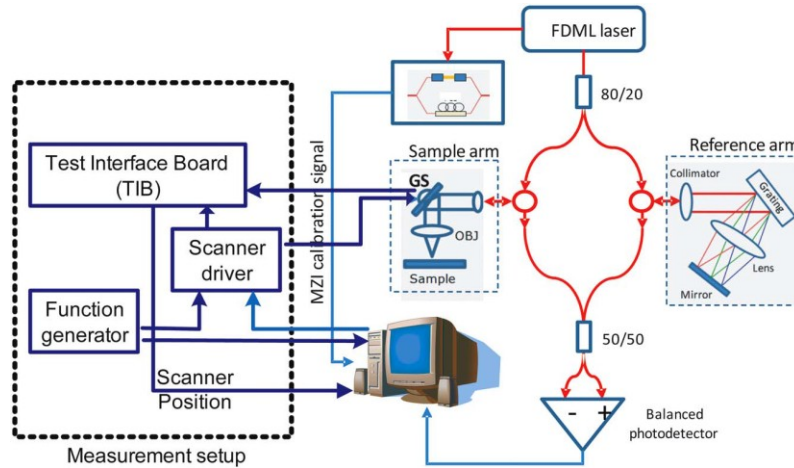 FDML laser
80/20
Sample arm
Reference arm
Collimator
Grating
Test Interface Board
(TIB)
GS
MZI calibration signal
OBJ
Scanner
driver
Lens
Sample
Mirror
Function
generator
50/50
Scanner
Position
- +
Balanced
photodetector
Measurement setup